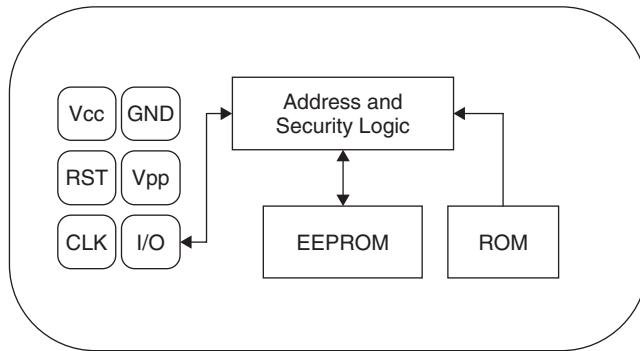 Vcc GND
Address and
Security Logic
RST Vpp
CLK I/O
EEPROM
ROM